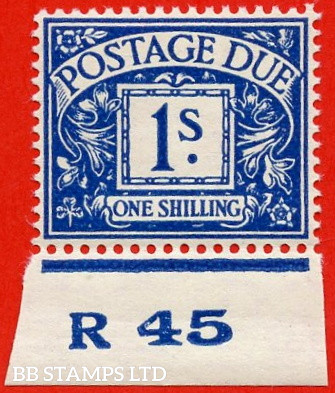 POSTAGE DUE
1s.
ONE SHILLING
R 45
BB STAMPS LTD